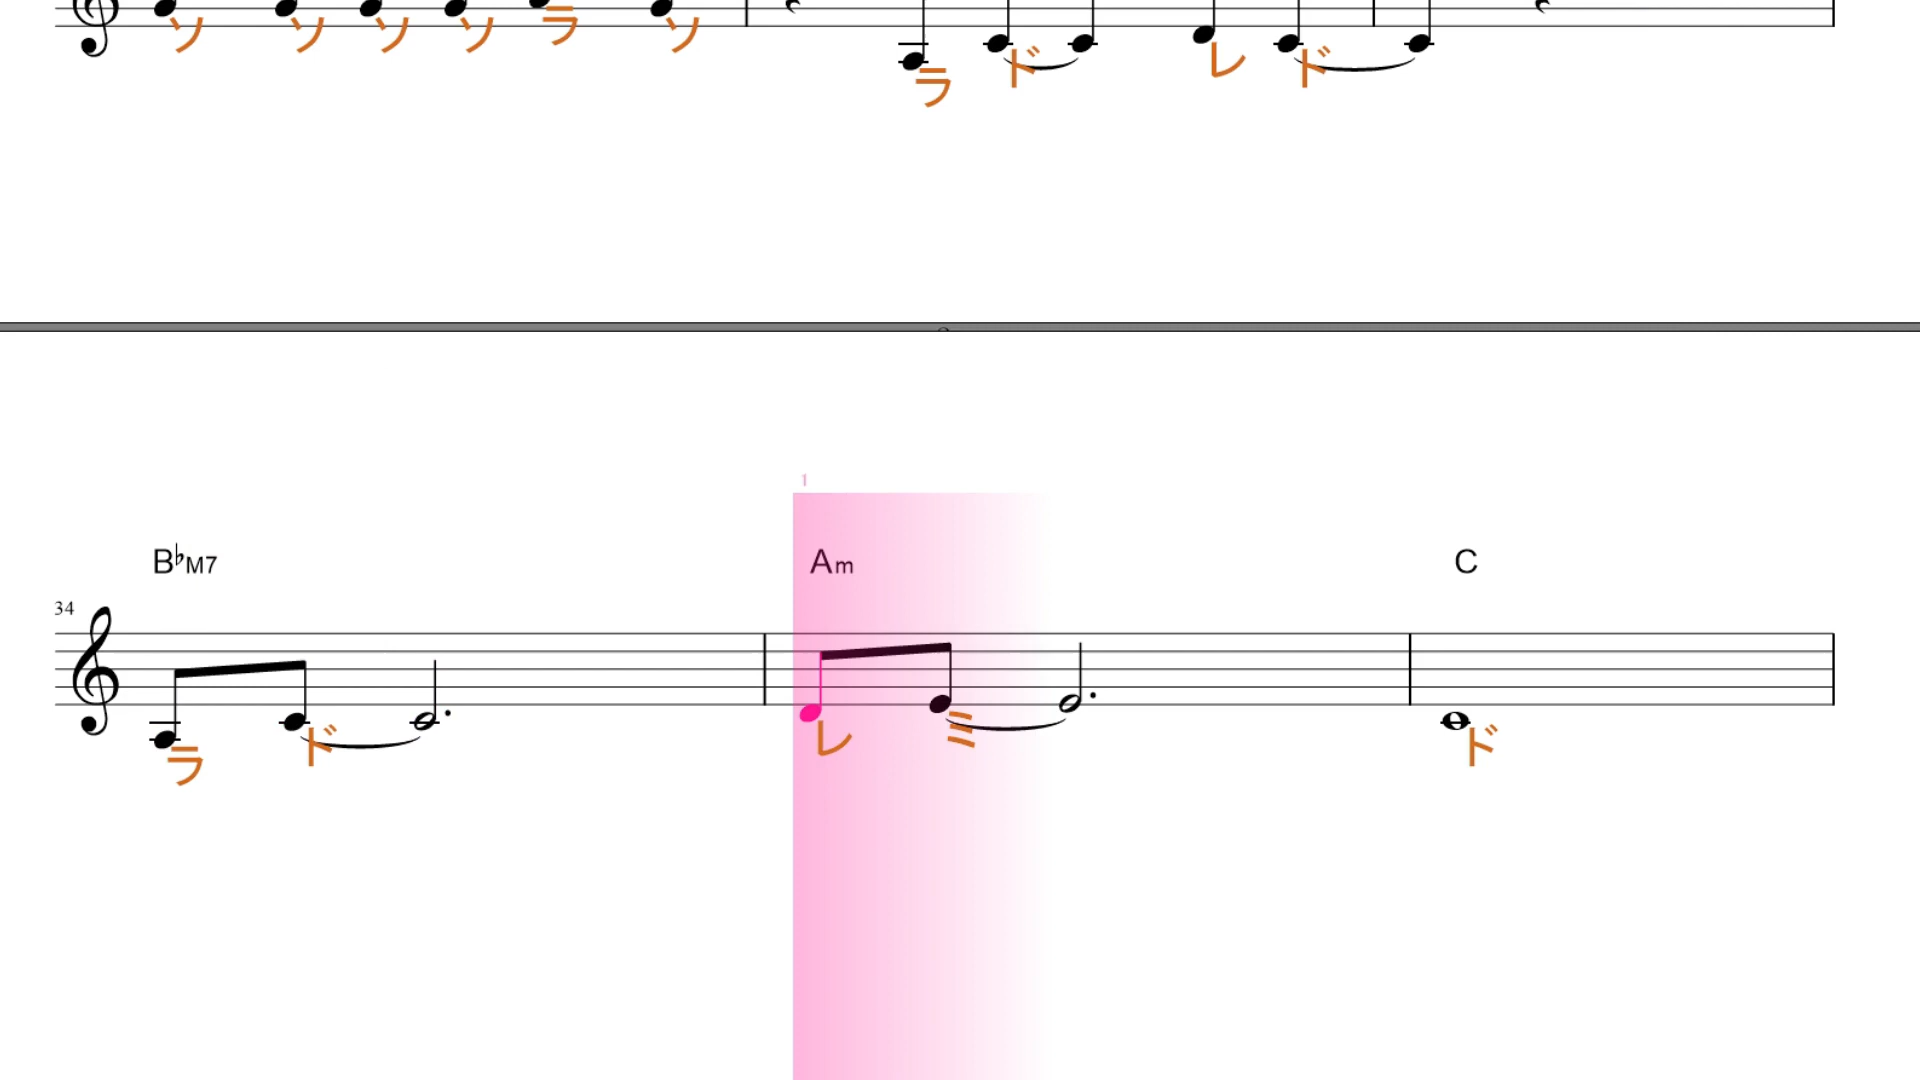 ソ ソ ソ ソ ラ ソ ラ ド レ ド
1
B♭M7 Am C
34
ラ ド レ ミ ド